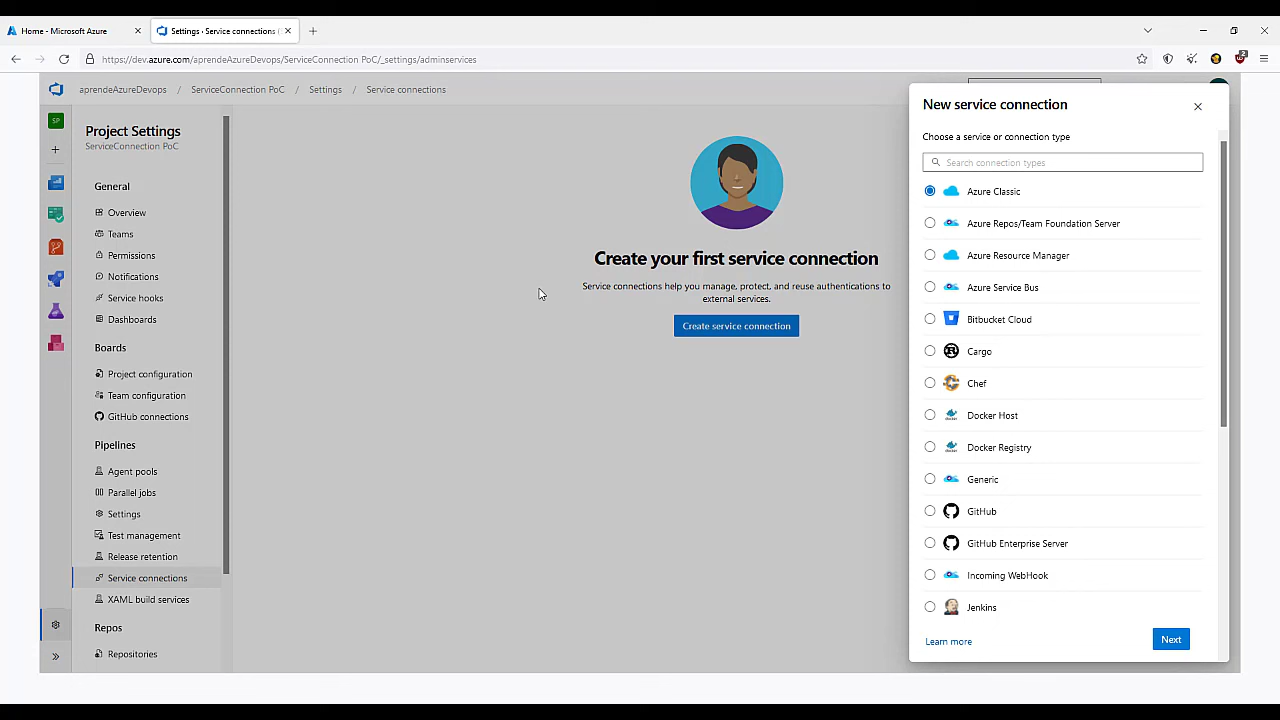 Home - Microsoft Azure
Settings · Service connections (
https://dev.azure.com/aprendeAzureDevops/ServiceConnection PoC/_settings/adminservices
2
aprendeAzureDevops / ServiceConnection PoC / Settings / Service connections
SP
Project Settings
ServiceConnection PoC
General
Overview
Teams
Permissions
Notifications
Service hooks
Dashboards
Boards
Project configuration
Team configuration
GitHub connections
Pipelines
Agent pools
Parallel jobs
Settings
Test management
Release retention
Service connections
XAML build services
Repos
Repositories
Create your first service connection
Service connections help you manage, protect, and reuse authentications to
external services.
Create service connection
New service connection
Choose a service or connection type
Search connection types
Azure Classic
Azure Repos/Team Foundation Server
Azure Resource Manager
Azure Service Bus
Bitbucket Cloud
Cargo
Chef
Docker Host
Docker Registry
Generic
GitHub
GitHub Enterprise Server
Incoming WebHook
Jenkins
Learn more
Next